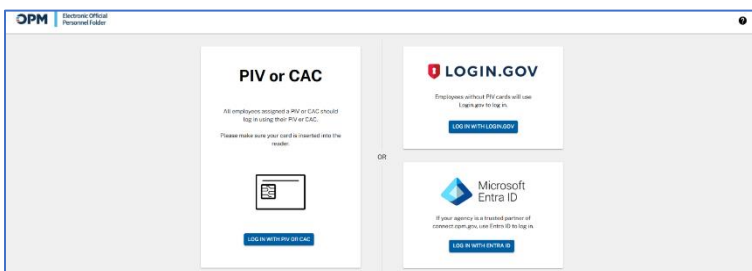 OPM
Electronic Official
Personnel Folder
?
PIV or CAC
All employees assigned a PIV or CAC should
log in using their PIV or CAC.
Please make sure your card is inserted into the
reader.
LOG IN WITH PIV OR CAC
OR
LOGIN.GOV
Employees without PIV cards will use
Login.gov to log in.
LOG IN WITH LOGIN.GOV
Microsoft
Entra ID
If your agency is a trusted partner of
connect.opm.gov, use Entra ID to log in.
LOG IN WITH ENTRA ID